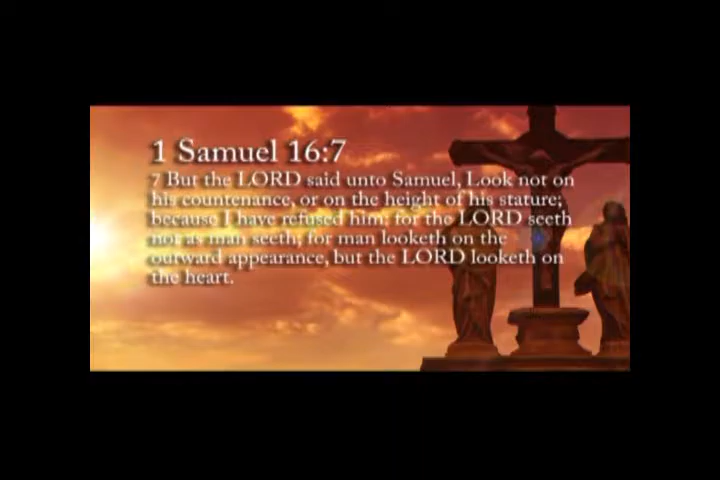 1 Samuel 16:7
7 But the LORD said unto Samuel, Look not on
his countenance, or on the height of his stature;
because I have refused him: for the LORD seeth
not as man seeth; for man looketh on the
outward appearance, but the LORD looketh on
the heart.